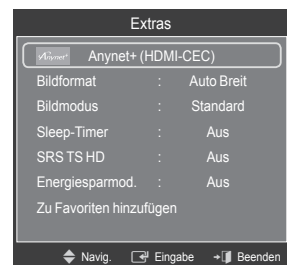 Extras
Anynet+ Anynet+ (HDMI-CEC)
Bildformat : Auto Breit
Bildmodus : Standard
Sleep-Timer : Aus
SRS TS HD : Aus
Energiesparmod. : Aus
Zu Favoriten hinzufügen
Navig. Eingabe Beenden